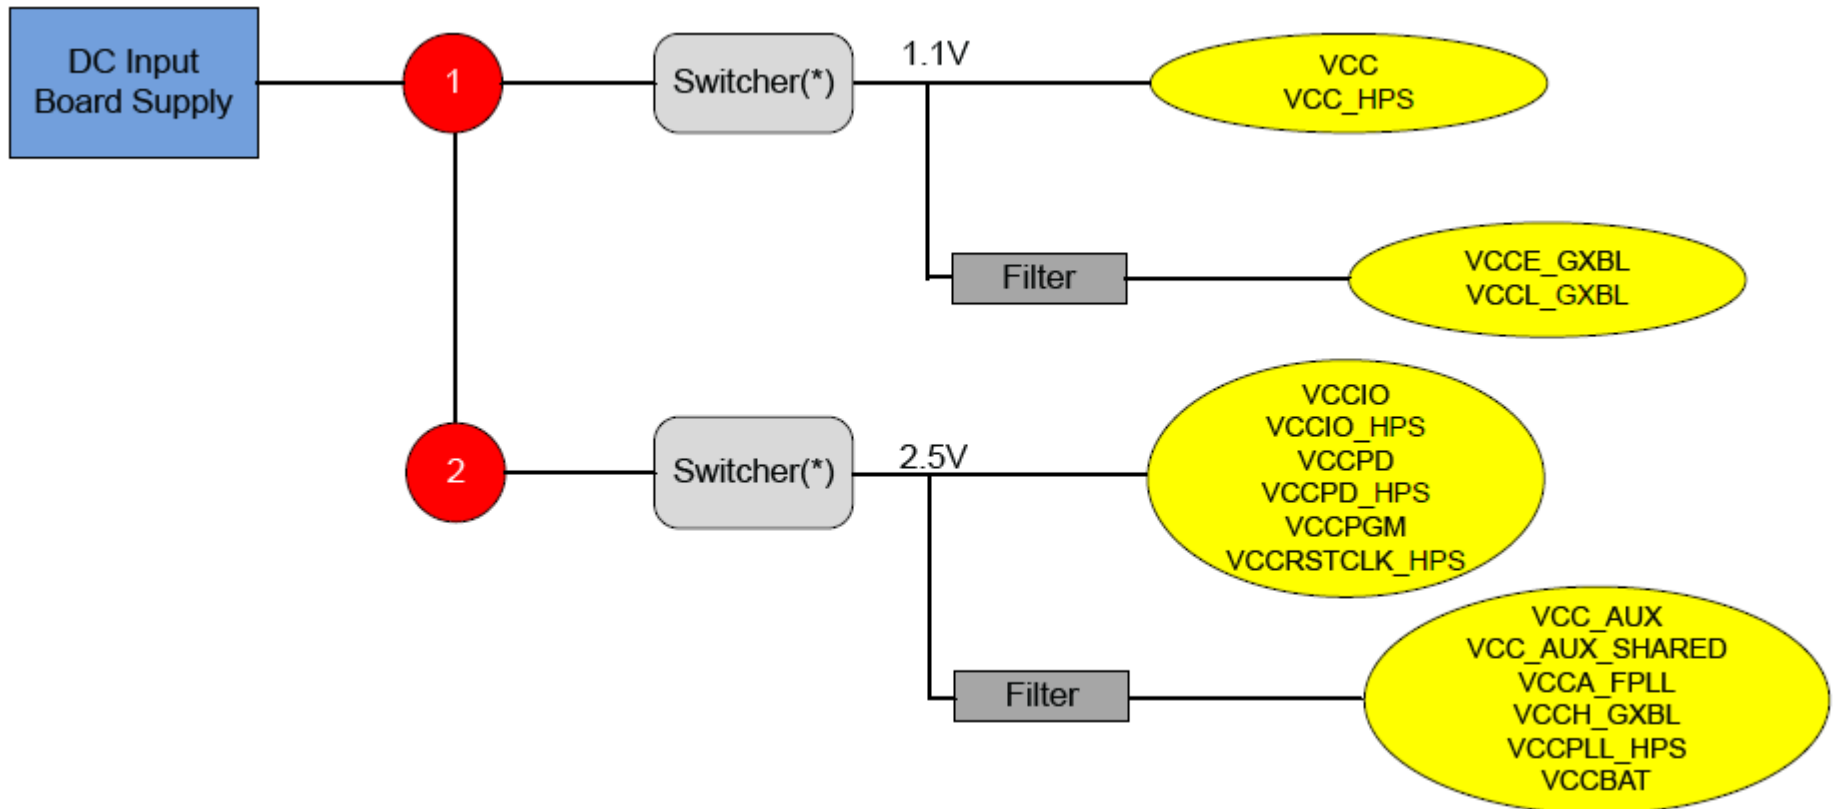 DC Input
Board Supply
1
Switcher(*)
1.1V
VCC
VCC_HPS
Filter
VCCE_GXBL
VCCL_GXBL
2
Switcher(*)
2.5V
VCCIO
VCCIO_HPS
VCCPD
VCCPD_HPS
VCCPGM
VCCRSTCLK_HPS
Filter
VCC_AUX
VCC_AUX_SHARED
VCCA_FPLL
VCCH_GXBL
VCCPLL_HPS
VCCBAT